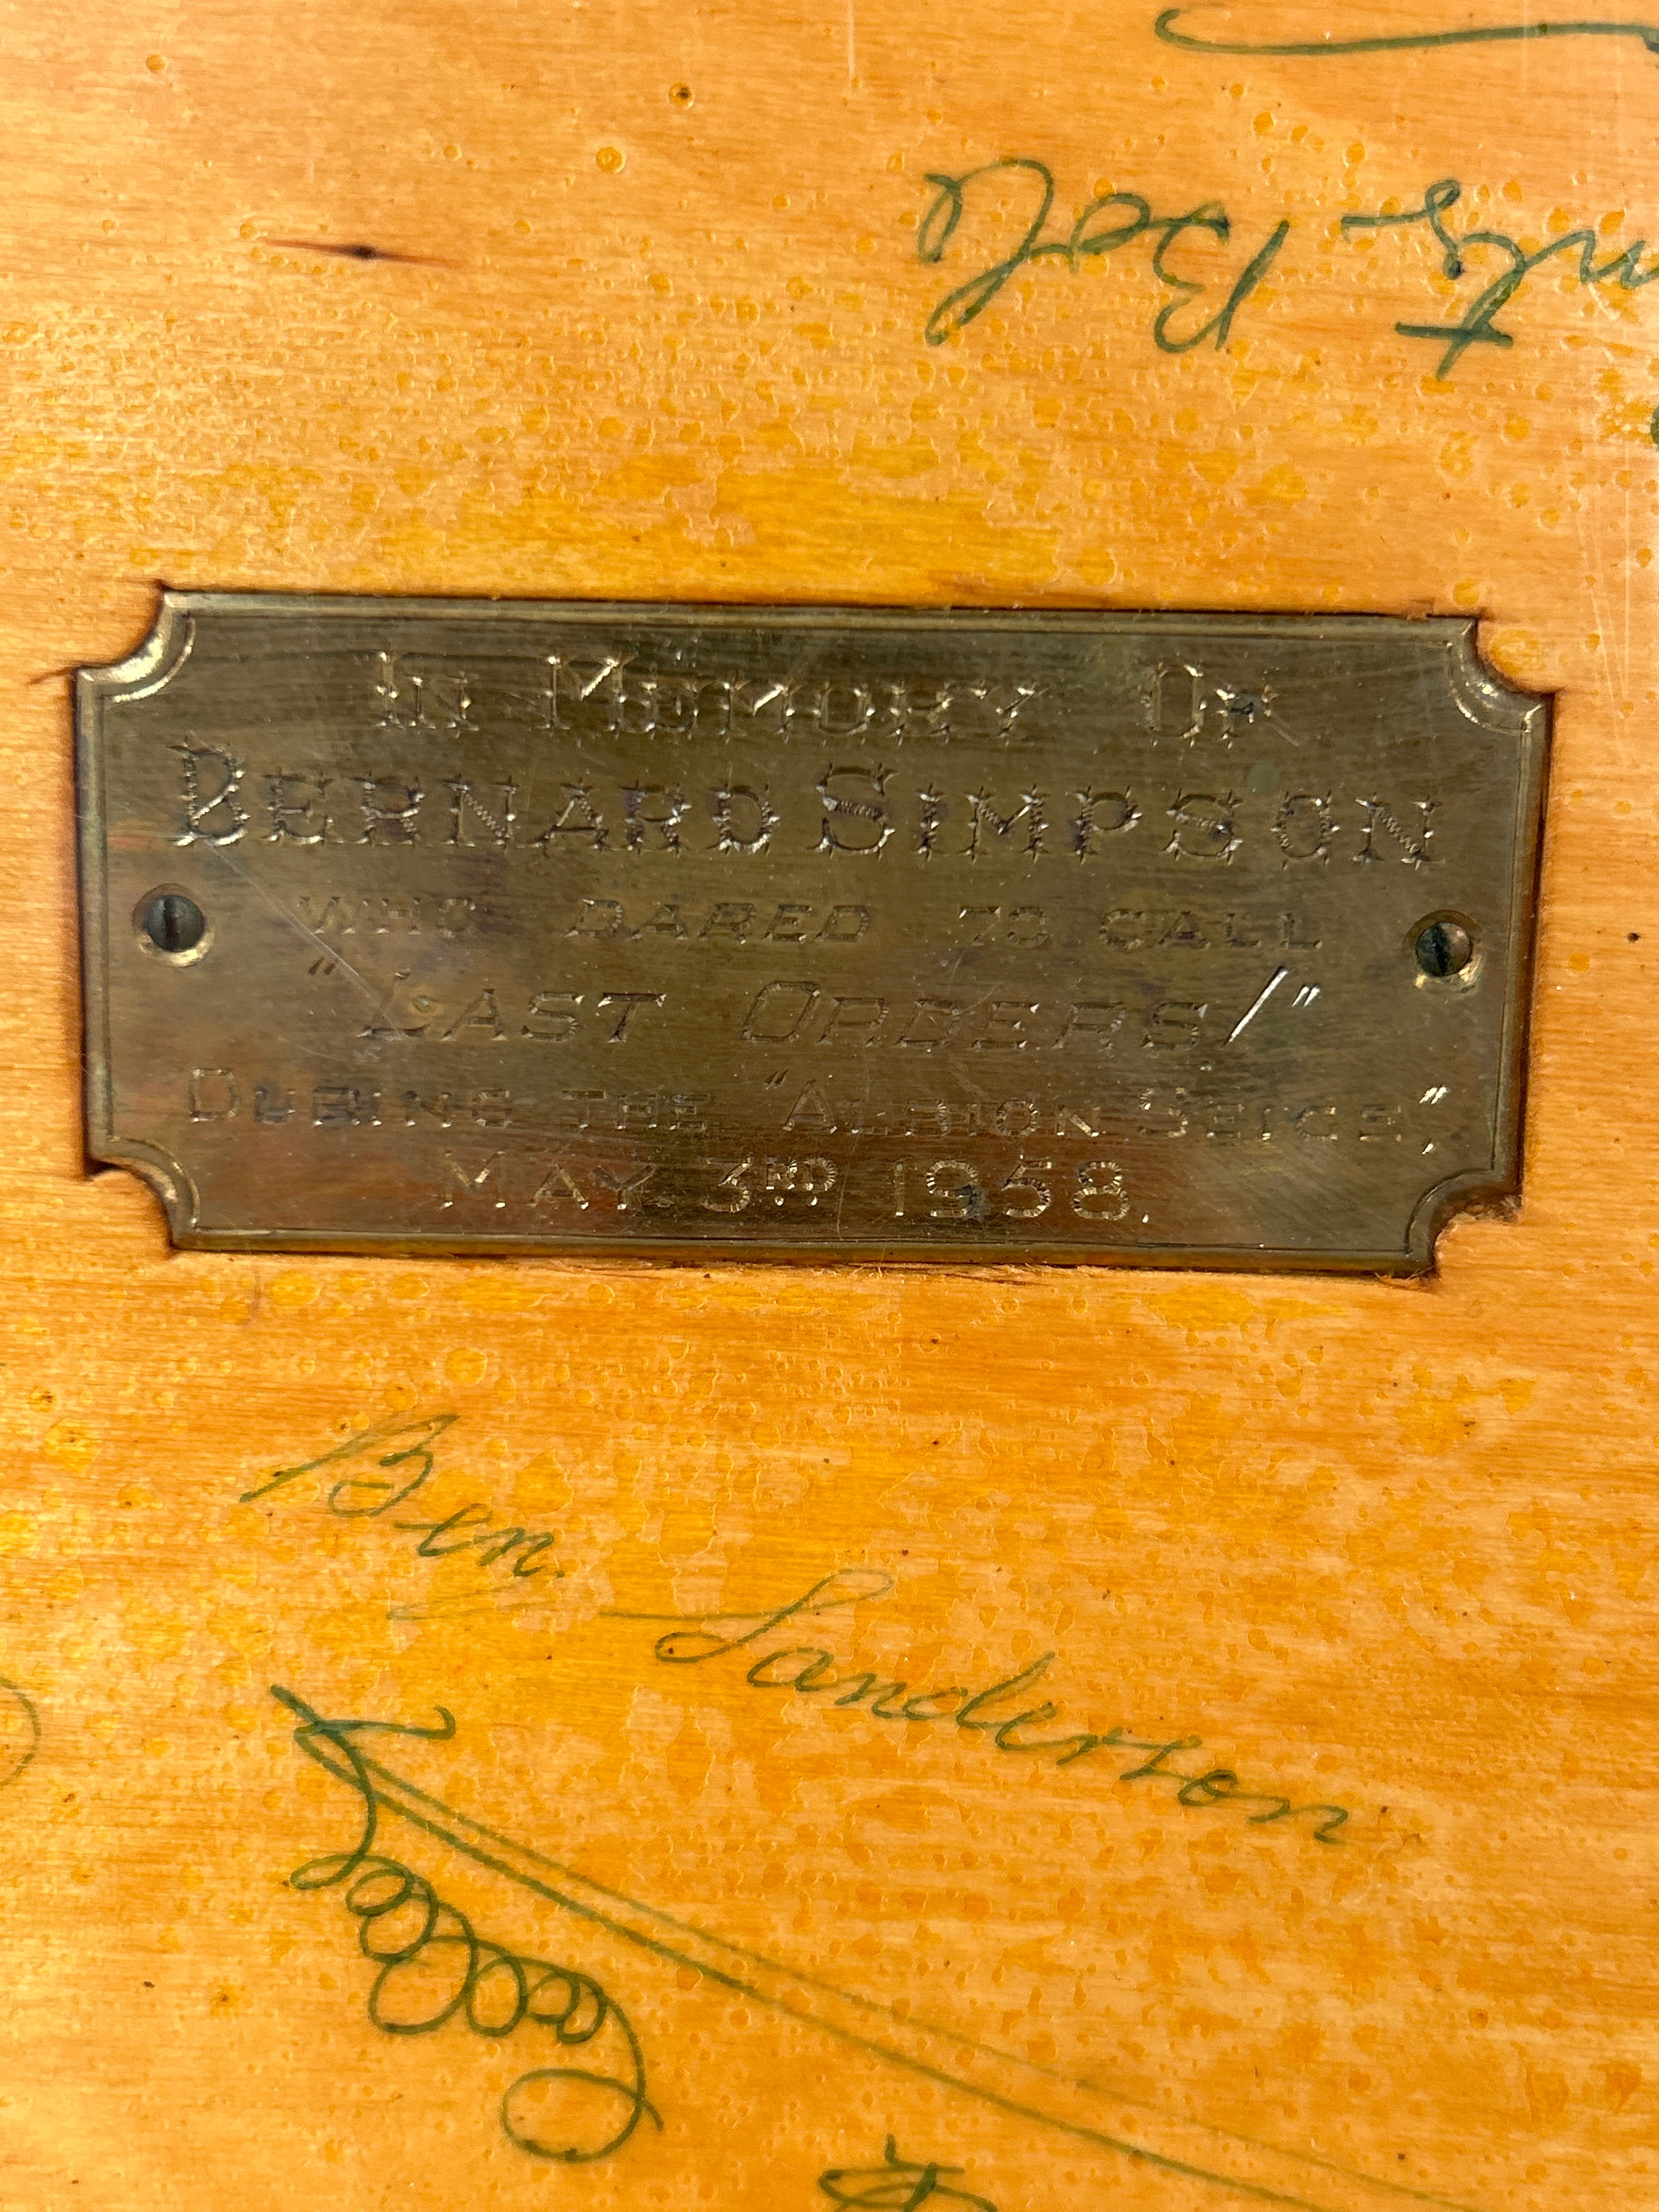 IN MEMORY OF
BERNARD SIMPSON
WHO DARED TO CALL
"LAST ORDERS!"
DURING THE "ALBION SEIGE,"
MAY. 3RD 1958.
Ben. Sanderson